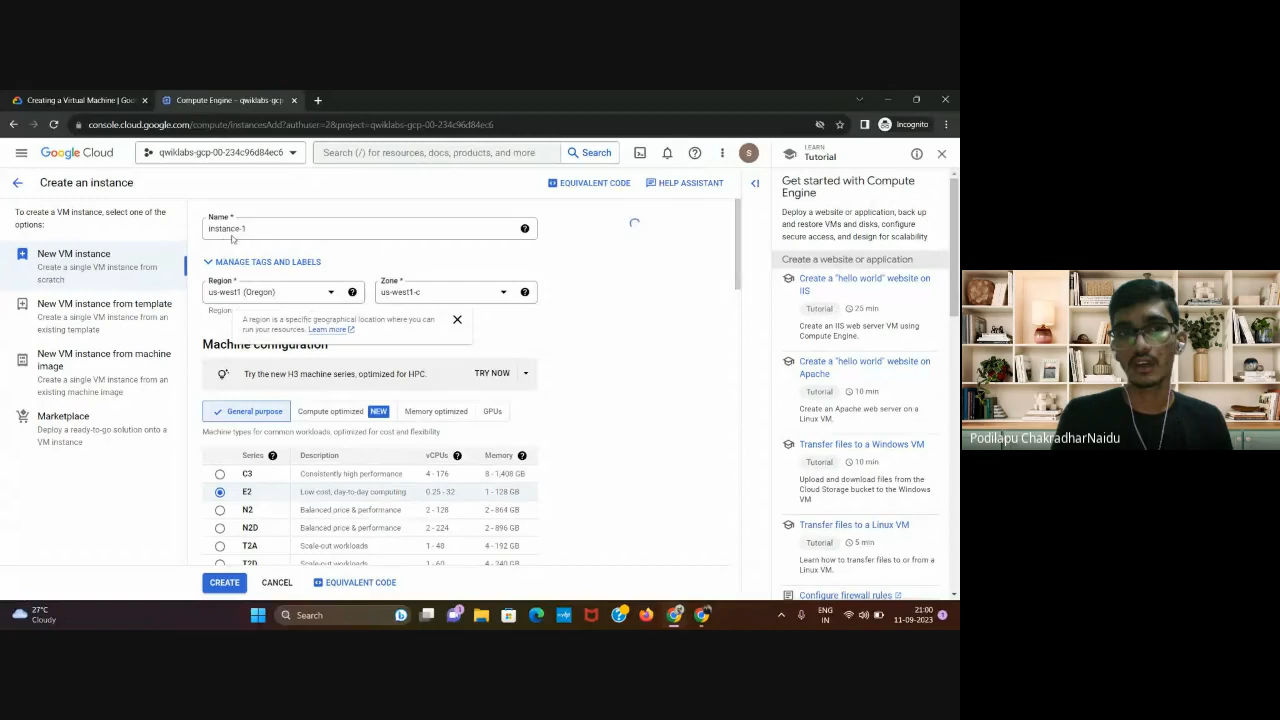 Creating a Virtual Machine | Goo
Compute Engine – qwiklabs-gcp
console.cloud.google.com/compute/instancesAdd?authuser=2&project=qwiklabs-gcp-00-234c96d84ec6
Incognito
Google Cloud
qwiklabs-gcp-00-234c96d84ec6
Search (/) for resources, docs, products, and more
Search
S
Create an instance
EQUIVALENT CODE
HELP ASSISTANT
To create a VM instance, select one of the
options:
New VM instance
Create a single VM instance from
scratch
New VM instance from template
Create a single VM instance from an
existing template
New VM instance from machine
image
Create a single VM instance from an
existing machine image
Marketplace
Deploy a ready-to-go solution onto a
VM instance
Name *
instance-1
MANAGE TAGS AND LABELS
Region *
us-west1 (Oregon)
Zone *
us-west1-c
Region
A region is a specific geographical location where you can
run your resources. Learn more
Machine configuration
Try the new H3 machine series, optimized for HPC.
TRY NOW
General purpose
Compute optimized
NEW
Memory optimized
GPUs
Machine types for common workloads, optimized for cost and flexibility
Series
Description
vCPUs
Memory
C3
Consistently high performance
4 - 176
8 - 1,408 GB
E2
Low cost, day-to-day computing
0.25 - 32
1 - 128 GB
N2
Balanced price & performance
2 - 128
2 - 864 GB
N2D
Balanced price & performance
2 - 224
2 - 896 GB
T2A
Scale-out workloads
1 - 48
4 - 192 GB
T2D
Scale-out workloads
1 - 60
4 - 240 GB
CREATE
CANCEL
EQUIVALENT CODE
LEARN
Tutorial
Get started with Compute
Engine
Deploy a website or application, back up
and restore VMs and disks, configure
secure access, and design for scalability
Create a website or application
Create a "hello world" website on
IIS
Tutorial
25 min
Create an IIS web server VM using
Compute Engine.
Create a "hello world" website on
Apache
Tutorial
10 min
Create an Apache web server on a
Linux VM.
Transfer files to a Windows VM
Tutorial
10 min
Upload and download files from the
Cloud Storage bucket to the Windows
VM
Transfer files to a Linux VM
Tutorial
5 min
Learn how to transfer files to or from a
Linux VM.
Configure firewall rules
Podilapu ChakradharNaidu
27°C
Cloudy
Search
ENG
IN
21:00
11-09-2023